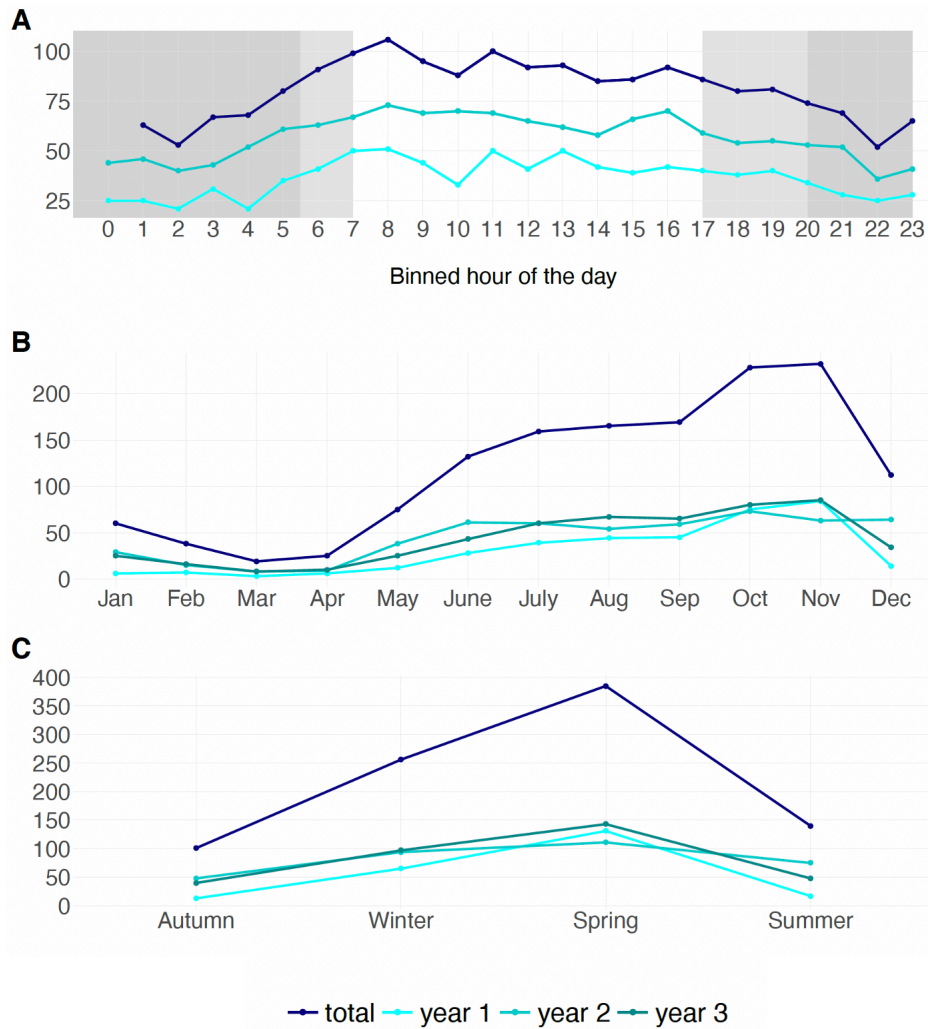 A
100
75
50
25
0 1 2 3 4 5 6 7 8 9 10 11 12 13 14 15 16 17 18 19 20 21 22 23
Binned hour of the day
B
200
150
100
50
0
Jan Feb Mar Apr May June July Aug Sep Oct Nov Dec
C
400
350
300
250
200
150
100
50
0
Autumn Winter Spring Summer
total year 1 year 2 year 3